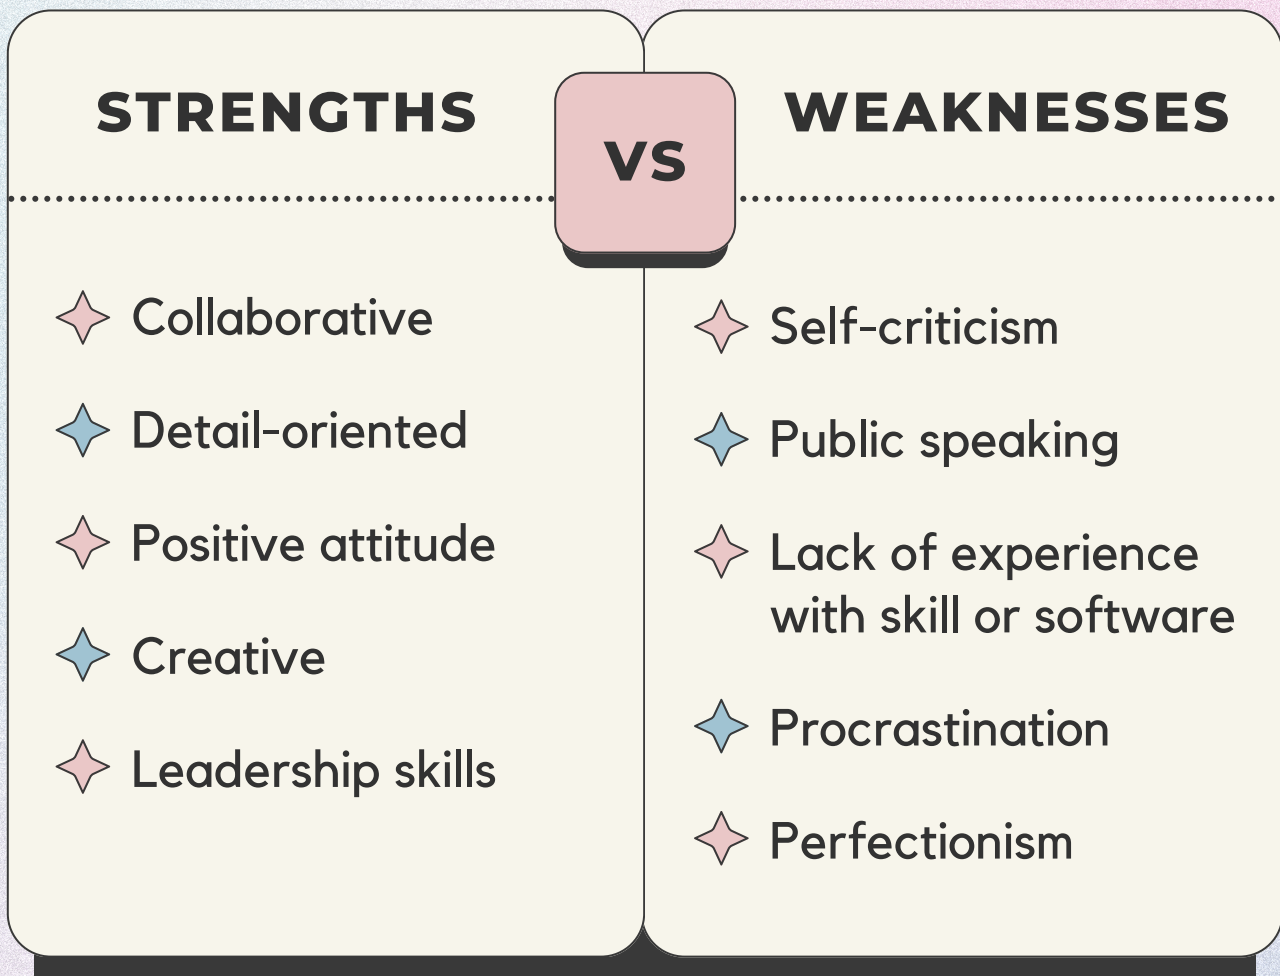 STRENGTHS
VS
WEAKNESSES
Collaborative
Detail-oriented
Positive attitude
Creative
Leadership skills
Self-criticism
Public speaking
Lack of experience
with skill or software
Procrastination
Perfectionism